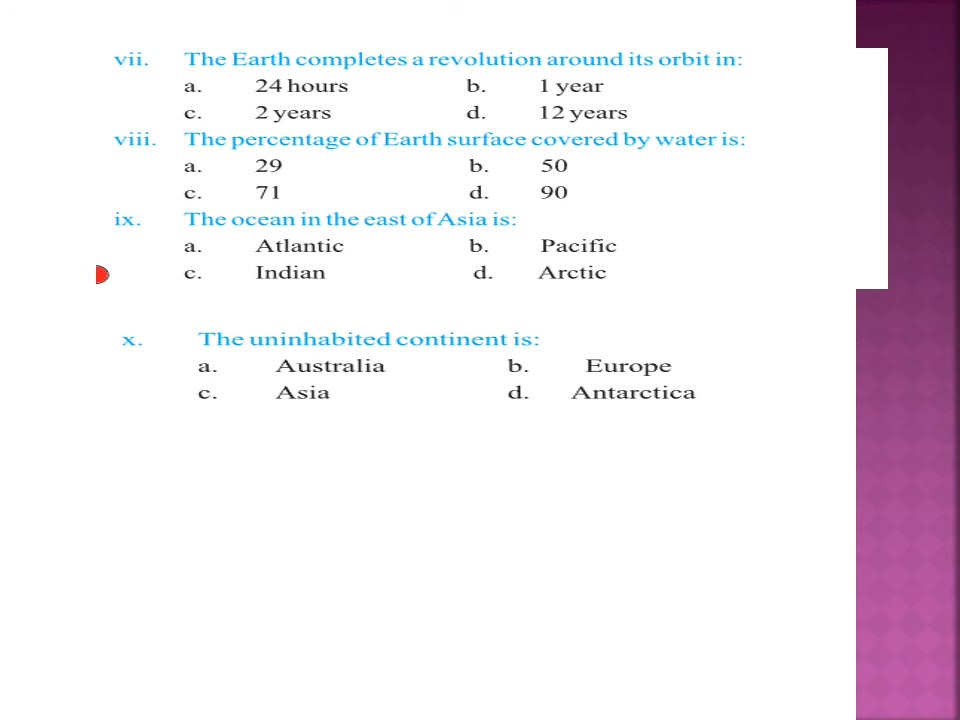 vii. The Earth completes a revolution around its orbit in:
a. 24 hours b. 1 year
c. 2 years d. 12 years
viii. The percentage of Earth surface covered by water is:
a. 29 b. 50
c. 71 d. 90
ix. The ocean in the east of Asia is:
a. Atlantic b. Pacific
c. Indian d. Arctic
x. The uninhabited continent is:
a. Australia b. Europe
c. Asia d. Antarctica